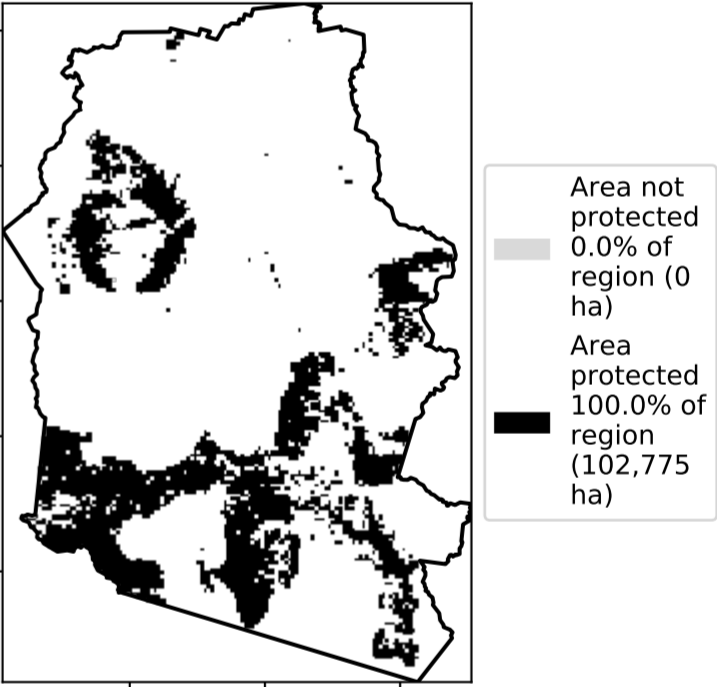 Area not
protected
0.0% of
region (0
ha)
Area
protected
100.0% of
region
(102,775
ha)